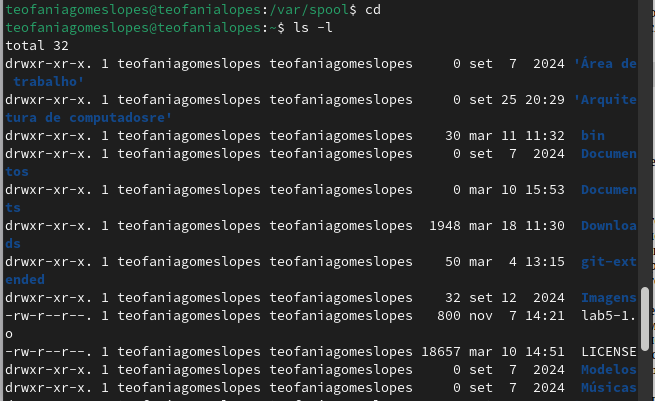 teofaniagomeslopes@teofanialopes:/var/spool$ cd
teofaniagomeslopes@teofanialopes:~$ ls -l
total 32
drwxr-xr-x. 1 teofaniagomeslopes teofaniagomeslopes     0 set  7  2024 'Área de
 trabalho'
drwxr-xr-x. 1 teofaniagomeslopes teofaniagomeslopes     0 set 25 20:29 'Arquite
tura de computadosre'
drwxr-xr-x. 1 teofaniagomeslopes teofaniagomeslopes    30 mar 11 11:32  bin
drwxr-xr-x. 1 teofaniagomeslopes teofaniagomeslopes     0 set  7  2024  Documen
tos
drwxr-xr-x. 1 teofaniagomeslopes teofaniagomeslopes     0 mar 10 15:53  Documen
ts
drwxr-xr-x. 1 teofaniagomeslopes teofaniagomeslopes  1948 mar 18 11:30  Downloa
ds
drwxr-xr-x. 1 teofaniagomeslopes teofaniagomeslopes    50 mar  4 13:15  git-ext
ended
drwxr-xr-x. 1 teofaniagomeslopes teofaniagomeslopes    32 set 12  2024  Imagens
-rw-r--r--. 1 teofaniagomeslopes teofaniagomeslopes   800 nov  7 14:21  lab5-1.
o
-rw-r--r--. 1 teofaniagomeslopes teofaniagomeslopes 18657 mar 10 14:51  LICENSE
drwxr-xr-x. 1 teofaniagomeslopes teofaniagomeslopes     0 set  7  2024  Modelos
drwxr-xr-x. 1 teofaniagomeslopes teofaniagomeslopes     0 set  7  2024  Músicas